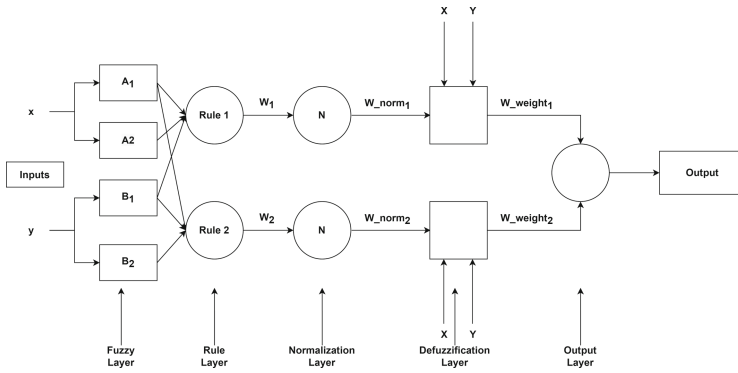 X Y
A1
x
W1
W_norm1
W_weight1
Rule 1
N
A2
Inputs
Output
B1
y
W2
W_norm2
W_weight2
Rule 2
N
B2
X Y
Fuzzy
Layer
Rule
Layer
Normalization
Layer
Defuzzification
Layer
Output
Layer